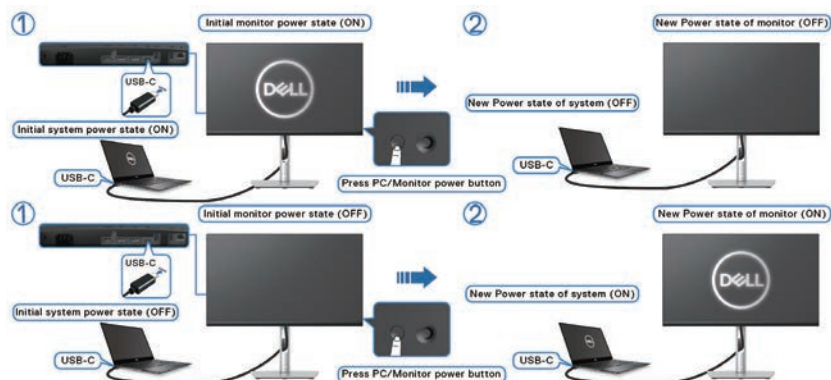 1
Initial monitor power state (ON)
2
New Power state of monitor (OFF)
USB-C
DELL
New Power state of system (OFF)
Initial system power state (ON)
DELL
USB-C
USB-C
Press PC/Monitor power button
1
Initial monitor power state (OFF)
2
New Power state of monitor (ON)
USB-C
DELL
New Power state of system (ON)
Initial system power state (OFF)
DELL
USB-C
USB-C
Press PC/Monitor power button